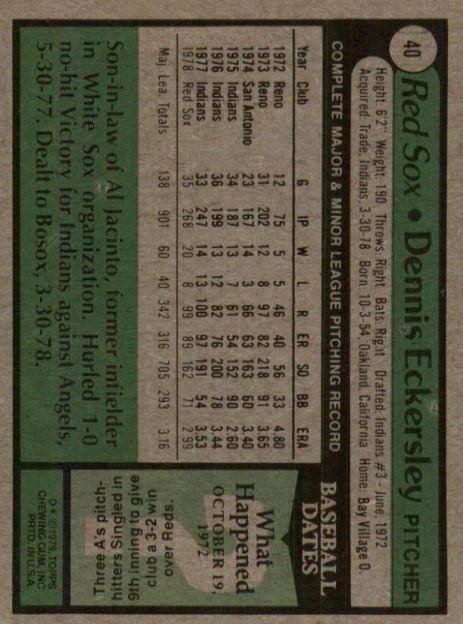 40 Red Sox • Dennis Eckersley PITCHER
Height: 6'2" Weight: 190 Throws: Right Bats: Right Drafted: Indians #3 - June, 1972
Acquired: Trade, Indians, 3-30-78 Born: 10-3-54, Oakland, California Home: Bay Village O.
COMPLETE MAJOR & MINOR LEAGUE PITCHING RECORD
Year Club G IP W L R ER SO BB ERA
1972 Reno 12 75 5 5 46 40 56 33 4.80
1973 Reno 31 202 12 8 97 82 218 91 3.65
1974 San Antonio 23 167 14 3 66 63 163 60 3.40
1975 Indians 34 187 13 7 61 54 152 90 2.60
1976 Indians 36 199 13 12 82 76 200 78 3.44
1977 Indians 33 247 14 13 100 97 191 54 3.53
1978 Red Sox 35 268 20 8 99 89 162 71 2.99
Maj. Lea. Totals 138 901 60 40 342 316 705 293 3.16
Son-in-law of Al Jacinto, former infielder
in White Sox organization. Hurled 1-0
no-hit Victory for Indians against Angels,
5-30-77. Dealt to Bosox, 3-30-78.
BASEBALL
DATES
What
Happened
OCTOBER 19,
1972
Three A's pitch-
hitters singled in
9th inning to give
club a 3-2 win
over Reds.
D* © 1979, TOPPS
CHEWING GUM, INC
PRTD. IN U.S.A.